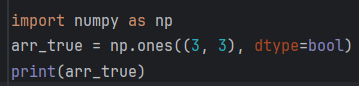 import numpy as np
arr_true = np.ones((3, 3), dtype=bool)
print(arr_true)